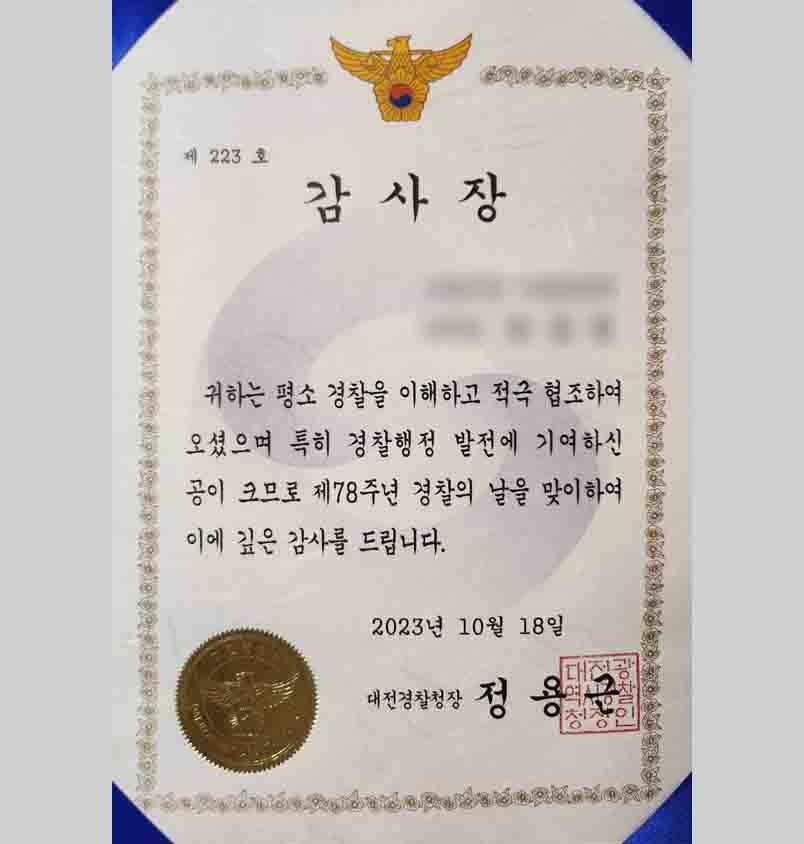 제 223 호
감사장
귀하는 평소 경찰을 이해하고 적극 협조하여
오셨으며 특히 경찰행정 발전에 기여하신
공이 크므로 제78주년 경찰의 날을 맞이하여
이에 깊은 감사를 드립니다.
2023년 10월 18일
대전경찰청장 정용근
대전광
역시경찰
청장인